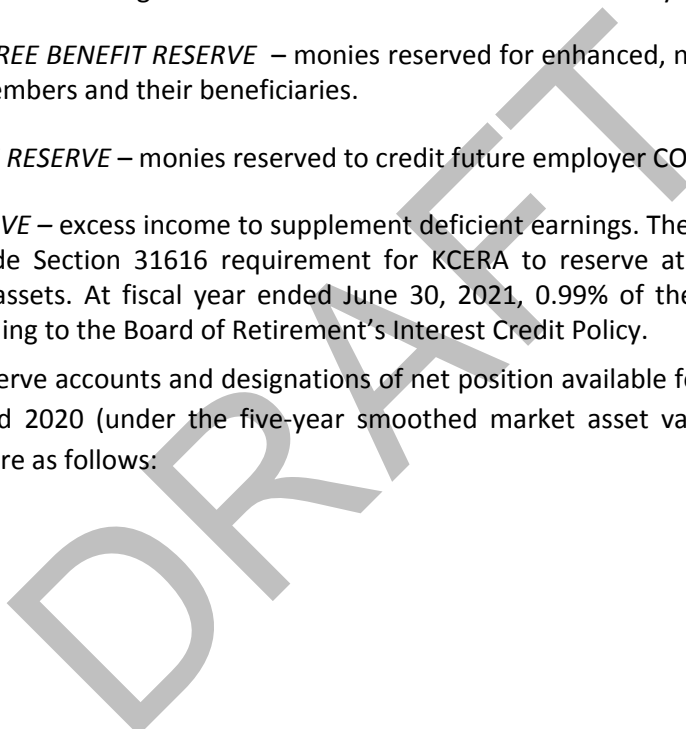 REE BENEFIT RESERVE – monies reserved for enhanced, n
embers and their beneficiaries.
RESERVE – monies reserved to credit future employer CO
VE – excess income to supplement deficient earnings. The
de Section 31616 requirement for KCERA to reserve at
assets. At fiscal year ended June 30, 2021, 0.99% of the
ing to the Board of Retirement’s Interest Credit Policy.
erve accounts and designations of net position available fo
d 2020 (under the five-year smoothed market asset va
re as follows:
DRAFT